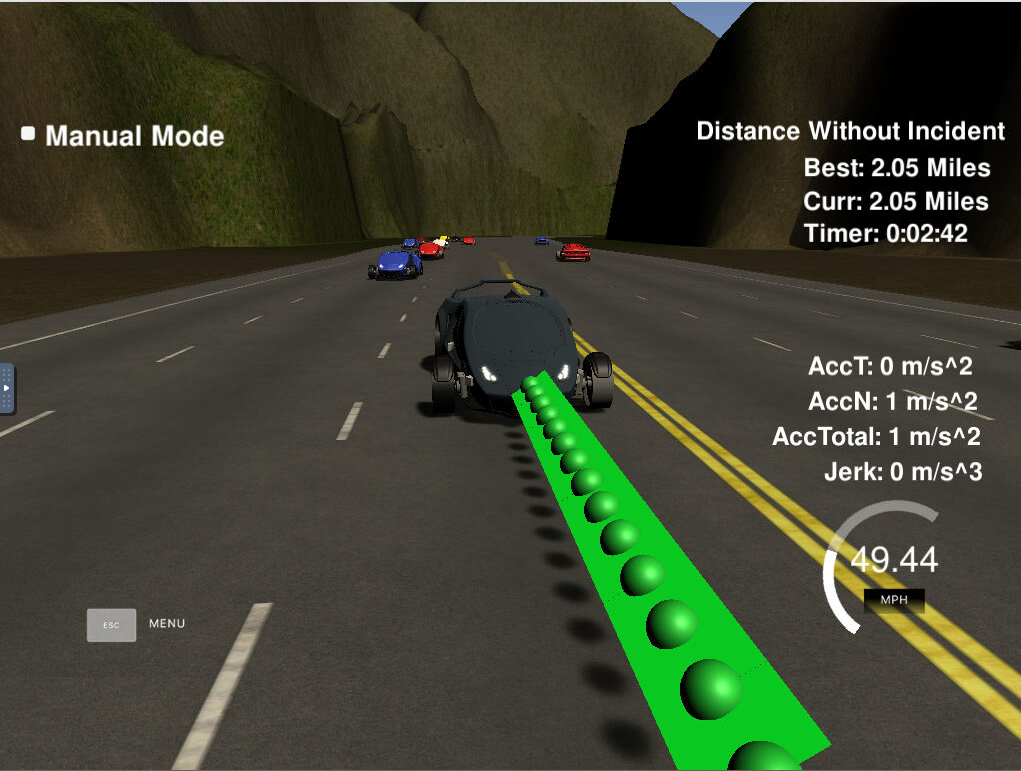 Manual Mode
Distance Without Incident
Best: 2.05 Miles
Curr: 2.05 Miles
Timer: 0:02:42
AccT: 0 m/s^2
AccN: 1 m/s^2
AccTotal: 1 m/s^2
Jerk: 0 m/s^3
49.44
MPH
ESC MENU